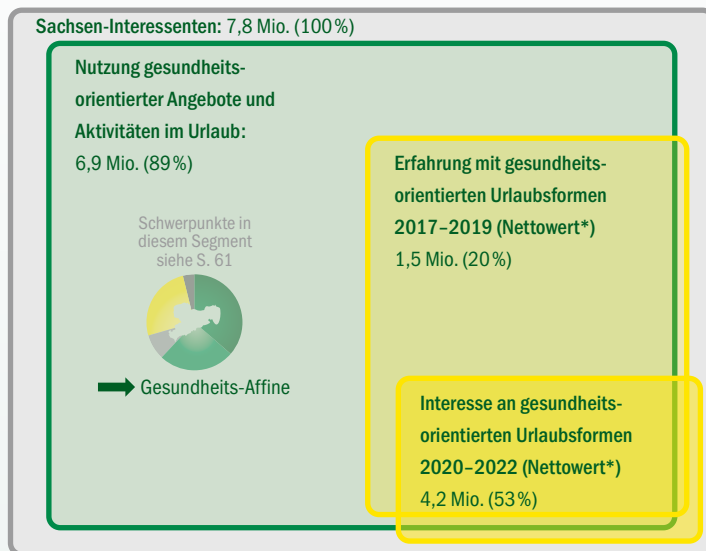 Sachsen-Interessenten: 7,8 Mio. (100 %)
Nutzung gesundheits-
orientierter Angebote und
Aktivitäten im Urlaub:
6,9 Mio. (89 %)
Schwerpunkte in
diesem Segment
siehe S. 61
Gesundheits-Affine
Erfahrung mit gesundheits-
orientierten Urlaubsformen
2017–2019 (Nettowert*)
1,5 Mio. (20 %)
Interesse an gesundheits-
orientierten Urlaubsformen
2020–2022 (Nettowert*)
4,2 Mio. (53 %)